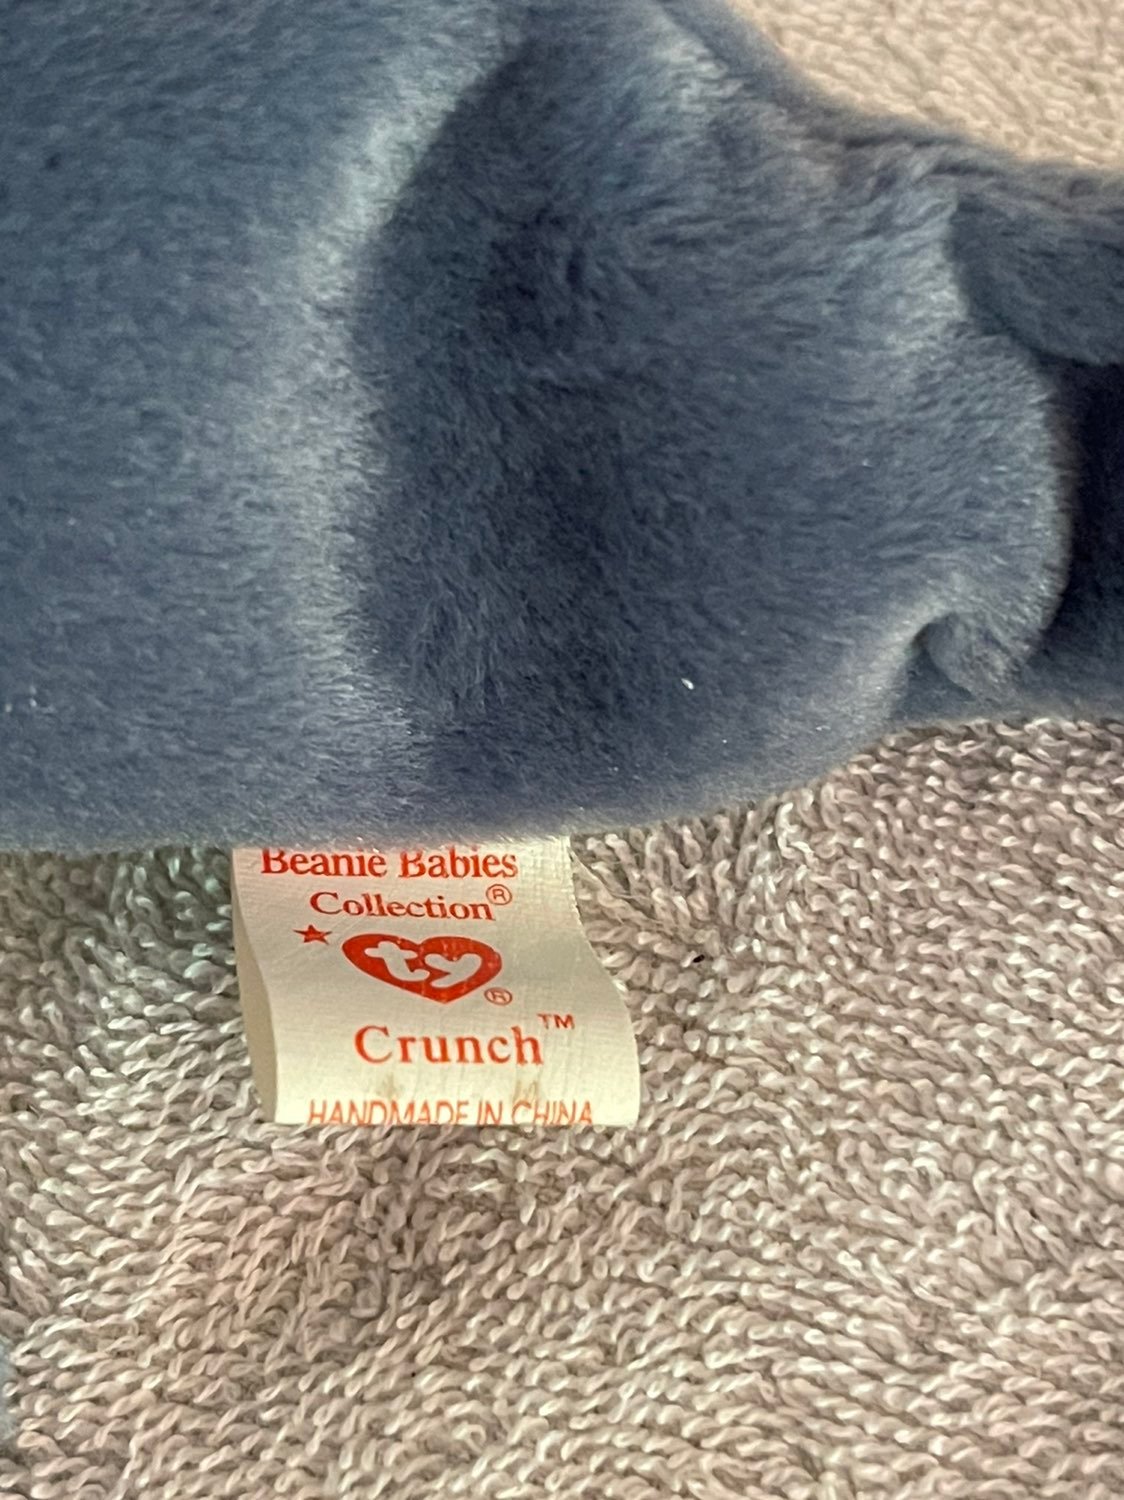 Beanie Babies
Collection®
ty®
Crunch™
HANDMADE IN CHINA